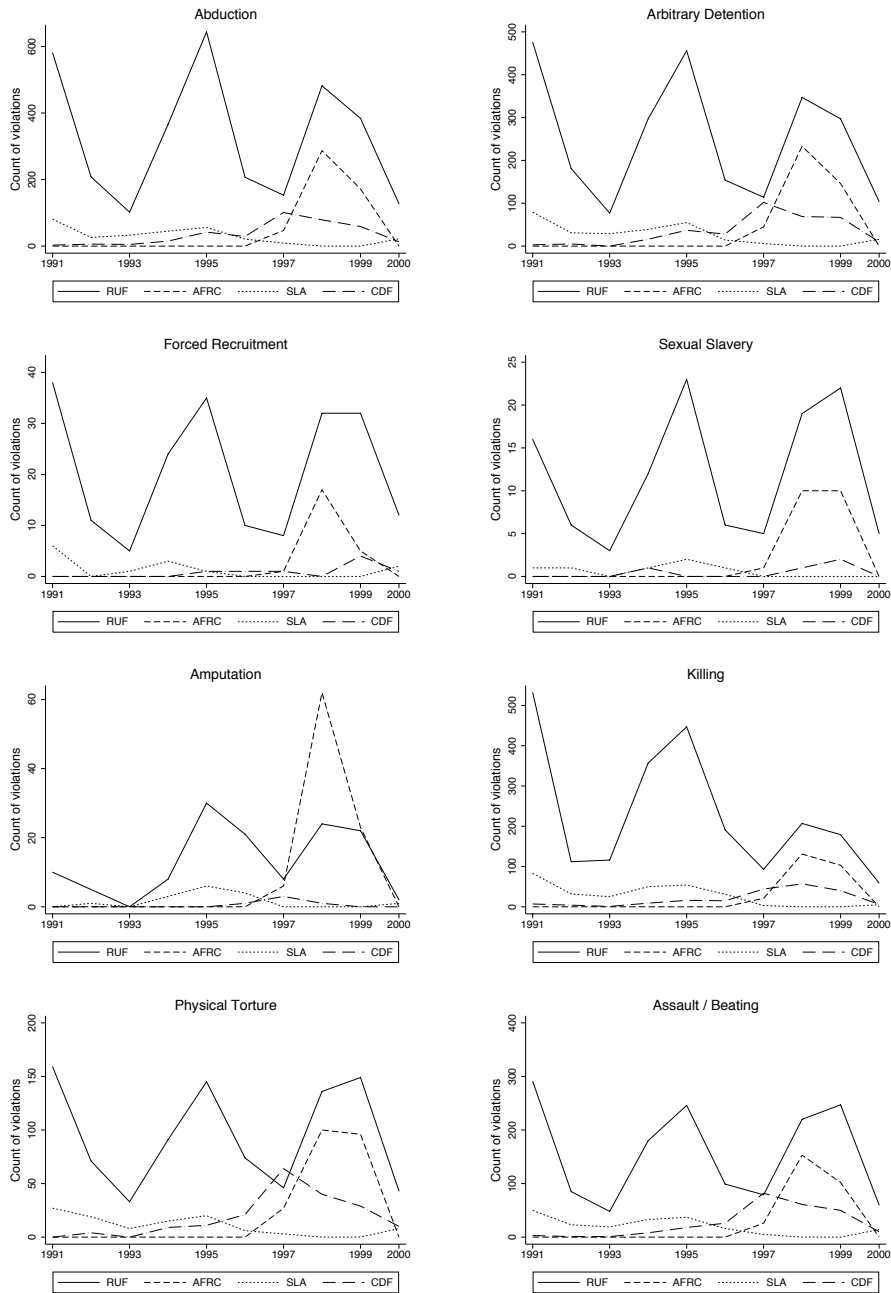 Abduction
Count of violations
600
400
200
0
1991 1993 1995 1997 1999 2000
RUF AFRC SLA CDF
Arbitrary Detention
Count of violations
500
400
300
200
100
0
1991 1993 1995 1997 1999 2000
RUF AFRC SLA CDF
Forced Recruitment
Count of violations
40
30
20
10
0
1991 1993 1995 1997 1999 2000
RUF AFRC SLA CDF
Sexual Slavery
Count of violations
25
20
15
10
5
0
1991 1993 1995 1997 1999 2000
RUF AFRC SLA CDF
Amputation
Count of violations
60
40
20
0
1991 1993 1995 1997 1999 2000
RUF AFRC SLA CDF
Killing
Count of violations
500
400
300
200
100
0
1991 1993 1995 1997 1999 2000
RUF AFRC SLA CDF
Physical Torture
Count of violations
200
150
100
50
0
1991 1993 1995 1997 1999 2000
RUF AFRC SLA CDF
Assault / Beating
Count of violations
400
300
200
100
0
1991 1993 1995 1997 1999 2000
RUF AFRC SLA CDF